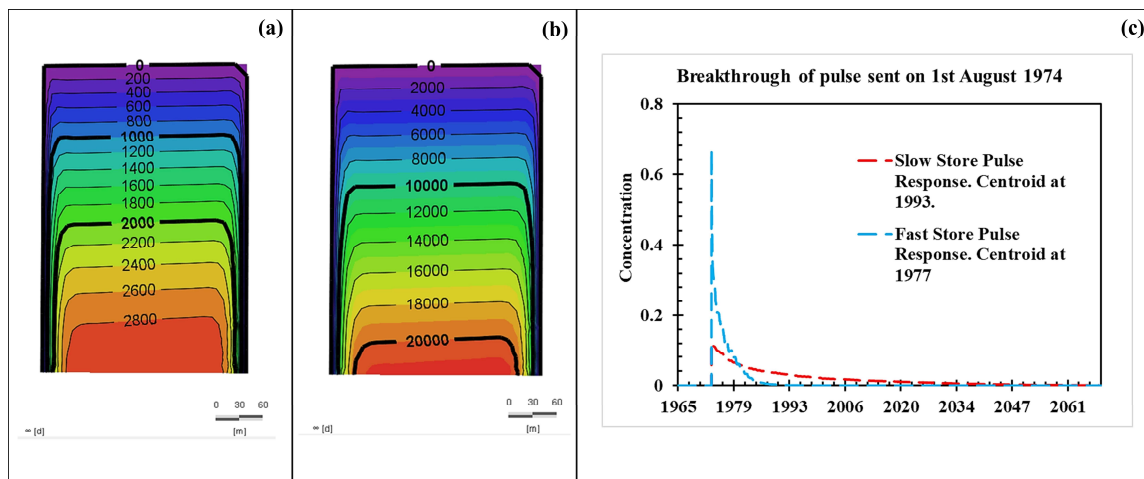 (a)
0
200
400
600
800
1000
1200
1400
1600
1800
2000
2200
2400
2600
2800
0 30 60
∞ [d] [m]
(b)
0
2000
4000
6000
8000
10000
12000
14000
16000
18000
20000
0 30 60
∞ [d] [m]
(c)
Breakthrough of pulse sent on 1st August 1974
Concentration
0.8
0.6
0.4
0.2
0
1965 1979 1993 2006 2020 2034 2047 2061
Slow Store Pulse
Response. Centroid at
1993.
Fast Store Pulse
Response. Centroid at
1977